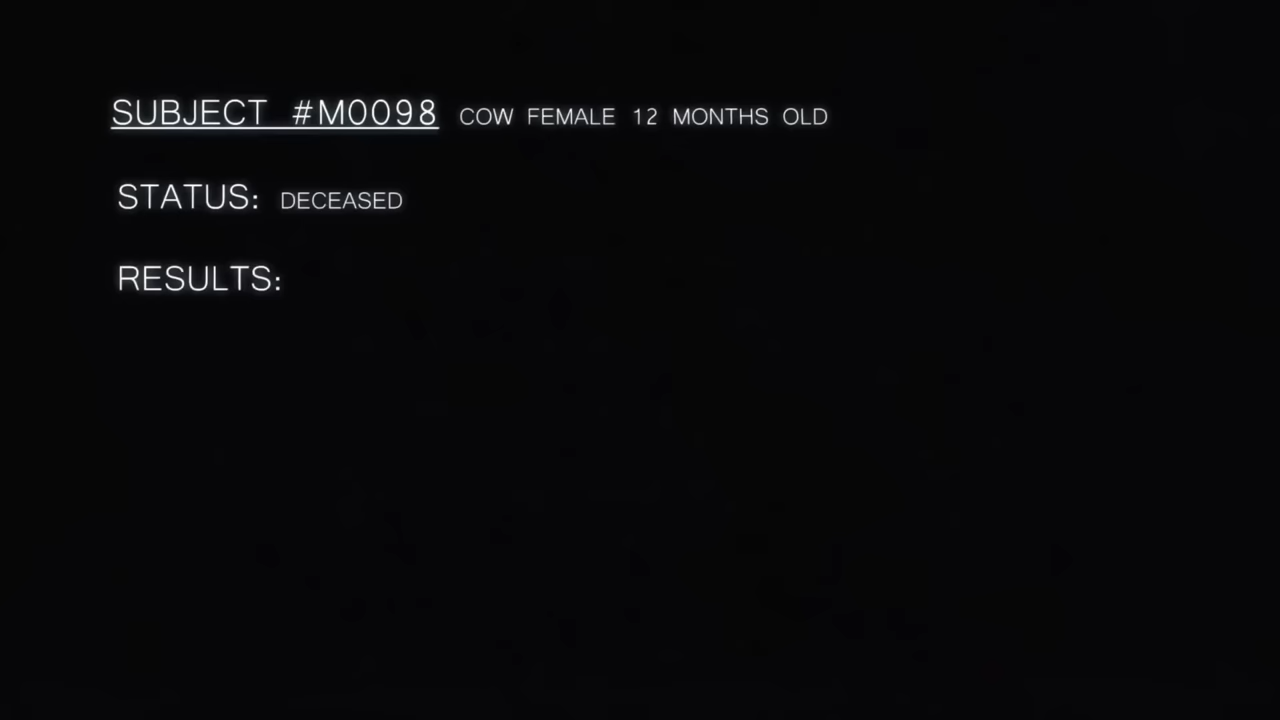 SUBJECT #M0098 COW FEMALE 12 MONTHS OLD
STATUS: DECEASED
RESULTS: